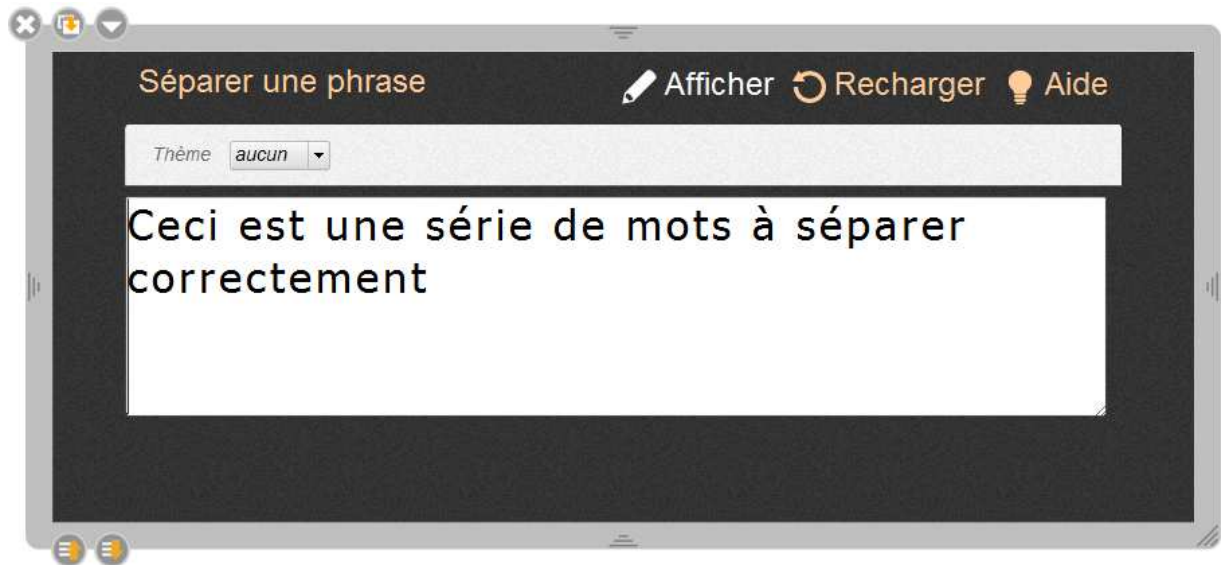 Séparer une phrase Afficher Recharger Aide
Thème aucun
Ceci est une série de mots à séparer
correctement